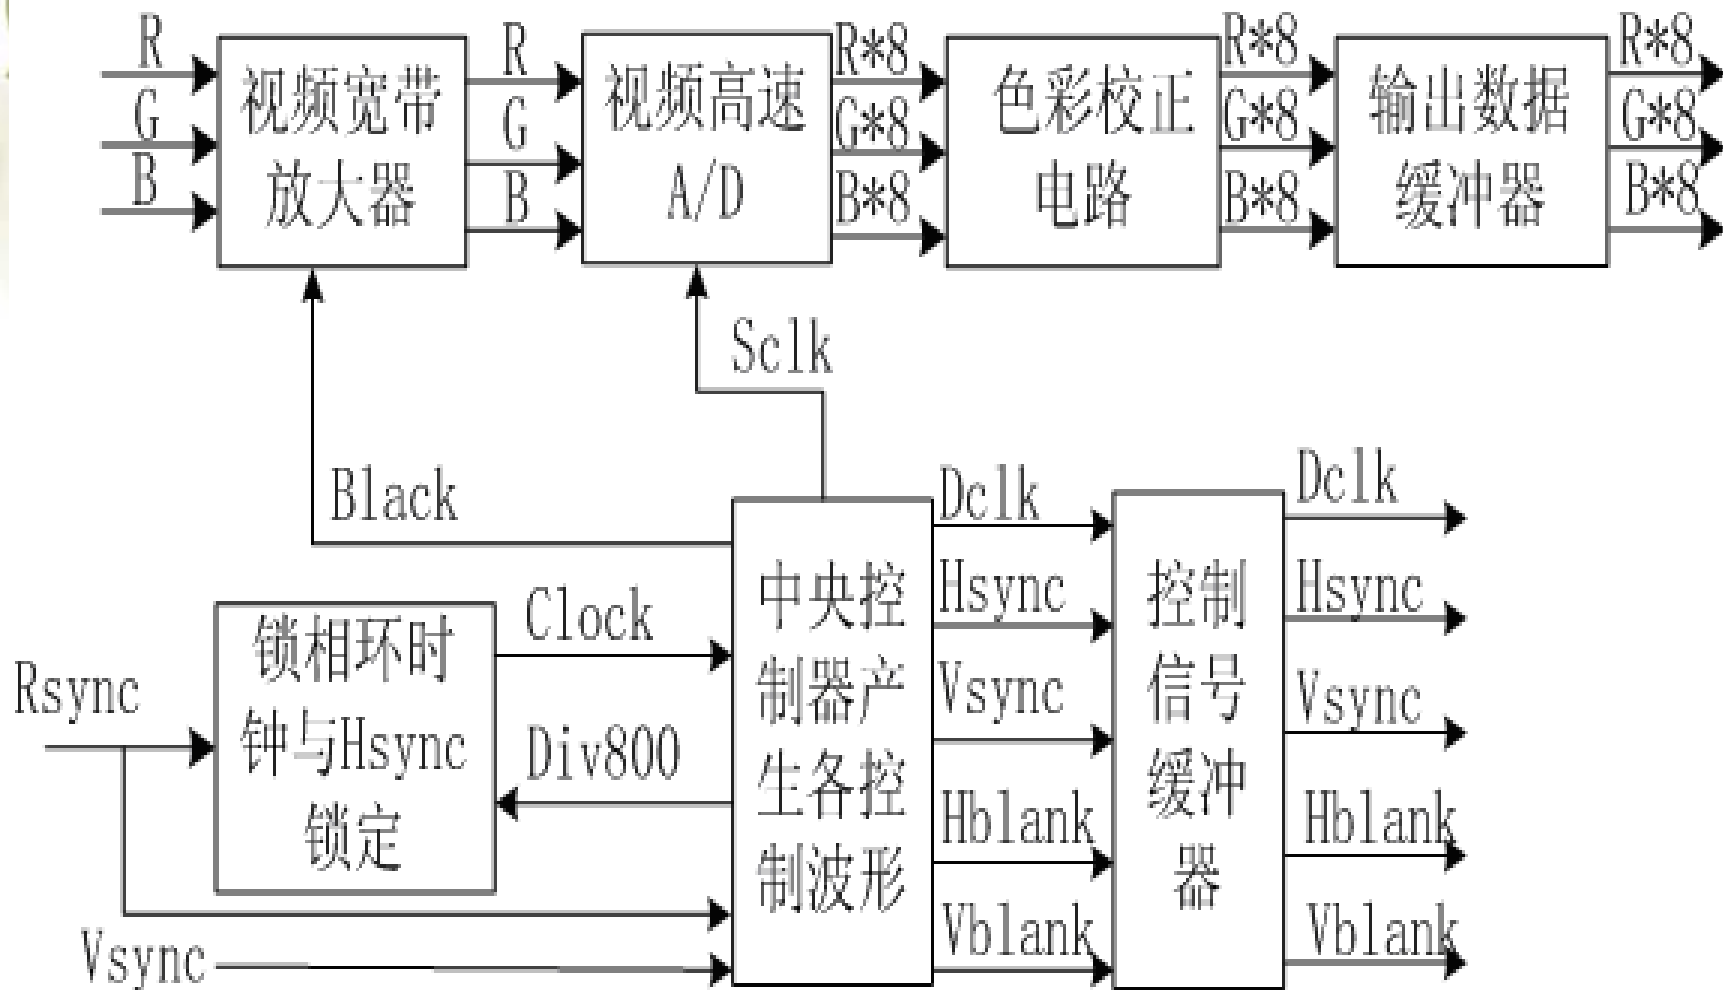 R
G
B
视频宽带
放大器
R
G
B
视频高速
A/D
R*8
G*8
B*8
色彩校正
电路
R*8
G*8
B*8
输出数据
缓冲器
R*8
G*8
B*8
Sclk
Black
Rsync
锁相环时
钟与Hsync
锁定
Clock
Div800
Vsync
中央控
制器产
生各控
制波形
Dclk
Hsync
Vsync
Hblank
Vblank
控制
信号
缓冲
器
Dclk
Hsync
Vsync
Hblank
Vblank